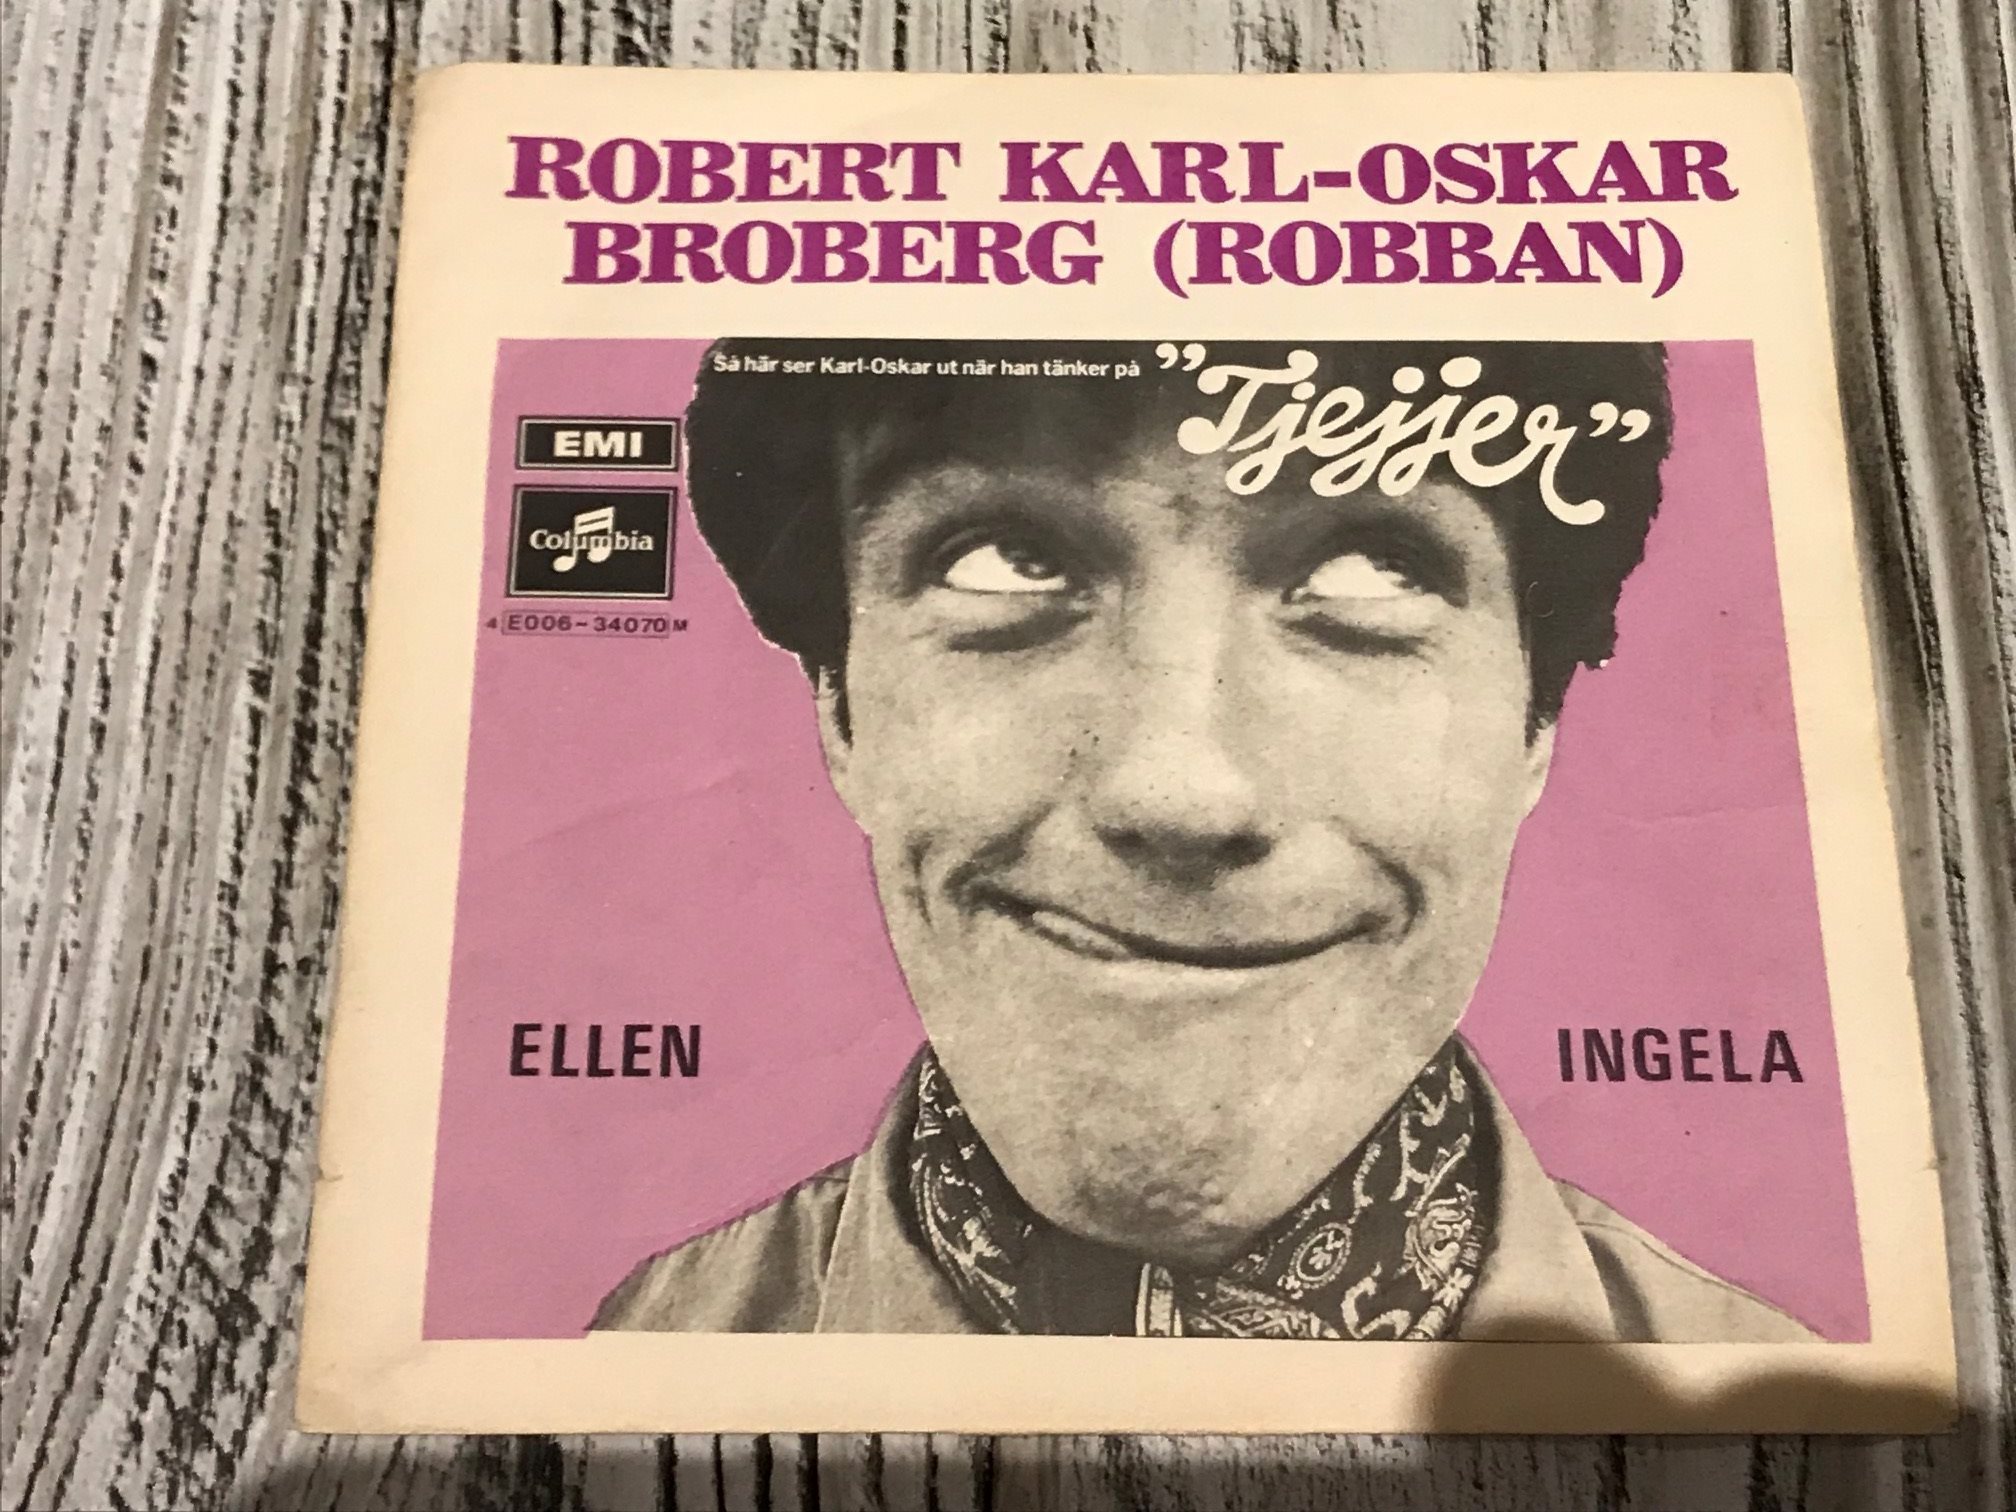 ROBERT KARL-OSKAR
BROBERG (ROBBAN)
Så här ser Karl-Oskar ut när han tänker på ”Tjejjer”
EMI
Columbia
4 E006-34070 M
ELLEN
INGELA